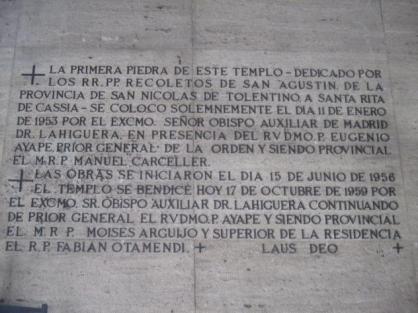 + LA PRIMERA PIEDRA DE ESTE TEMPLO - DEDICADO POR
LOS RR. PP. RECOLETOS DE SAN AGUSTIN, DE LA
PROVINCIA DE SAN NICOLAS DE TOLENTINO, A SANTA RITA
DE CASSIA - SE COLOCO SOLEMNEMENTE EL DIA 11 DE ENERO
DE 1953 POR EL EXCMO. SEÑOR OBISPO AUXILIAR DE MADRID
DR. LAHIGUERA, EN PRESENCIA DEL RVDMO. P. EUGENIO
AYAPE, PRIOR GENERAL DE LA ORDEN Y SIENDO PROVINCIAL
EL M.R.P. MANUEL CARCELLER.
+ LAS OBRAS SE INICIARON EL DIA 15 DE JUNIO DE 1956
+ EL TEMPLO SE BENDICE HOY 17 DE OCTUBRE DE 1959 POR
EL EXCMO. SR. OBISPO AUXILIAR DR. LAHIGUERA CONTINUANDO
DE PRIOR GENERAL EL RVDMO. P. AYAPE Y SIENDO PROVINCIAL
EL M.R.P. MOISES ARGUIJO Y SUPERIOR DE LA RESIDENCIA
EL R.P. FABIAN OTAMENDI. + LAUS DEO +